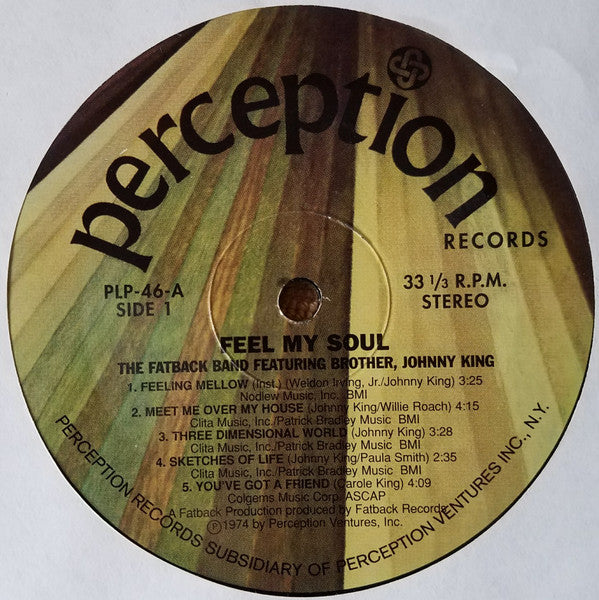 perception
RECORDS
PLP-46-A
SIDE 1
33 1/3 R.P.M.
STEREO
FEEL MY SOUL
THE FATBACK BAND FEATURING BROTHER, JOHNNY KING
1. FEELING MELLOW (Inst.) (Weldon Irving, Jr./Johnny King) 3:25
Nodlew Music, Inc. BMI
2. MEET ME OVER MY HOUSE (Johnny King/Willie Roach) 4:15
Clita Music, Inc./Patrick Bradley Music BMI
3. THREE DIMENSIONAL WORLD (Johnny King) 3:28
Clita Music, Inc./Patrick Bradley Music BMI
4. SKETCHES OF LIFE (Johnny King/Paula Smith) 2:35
Clita Music, Inc./Patrick Bradley Music BMI
5. YOU'VE GOT A FRIEND (Carole King) 4:09
Colgems Music Corp. ASCAP
A Fatback Production produced by Fatback Records
Ⓟ 1974 by Perception Ventures, Inc.
PERCEPTION RECORDS SUBSIDIARY OF PERCEPTION VENTURES INC., N.Y.